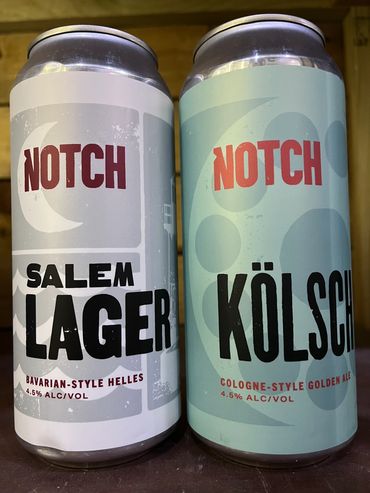 NOTCH
SALEM
LAGER
BAVARIAN-STYLE HELLES
4.5% ALC/VOL
NOTCH
KÖLSCH
COLOGNE-STYLE GOLDEN ALE
4.5% ALC/VOL